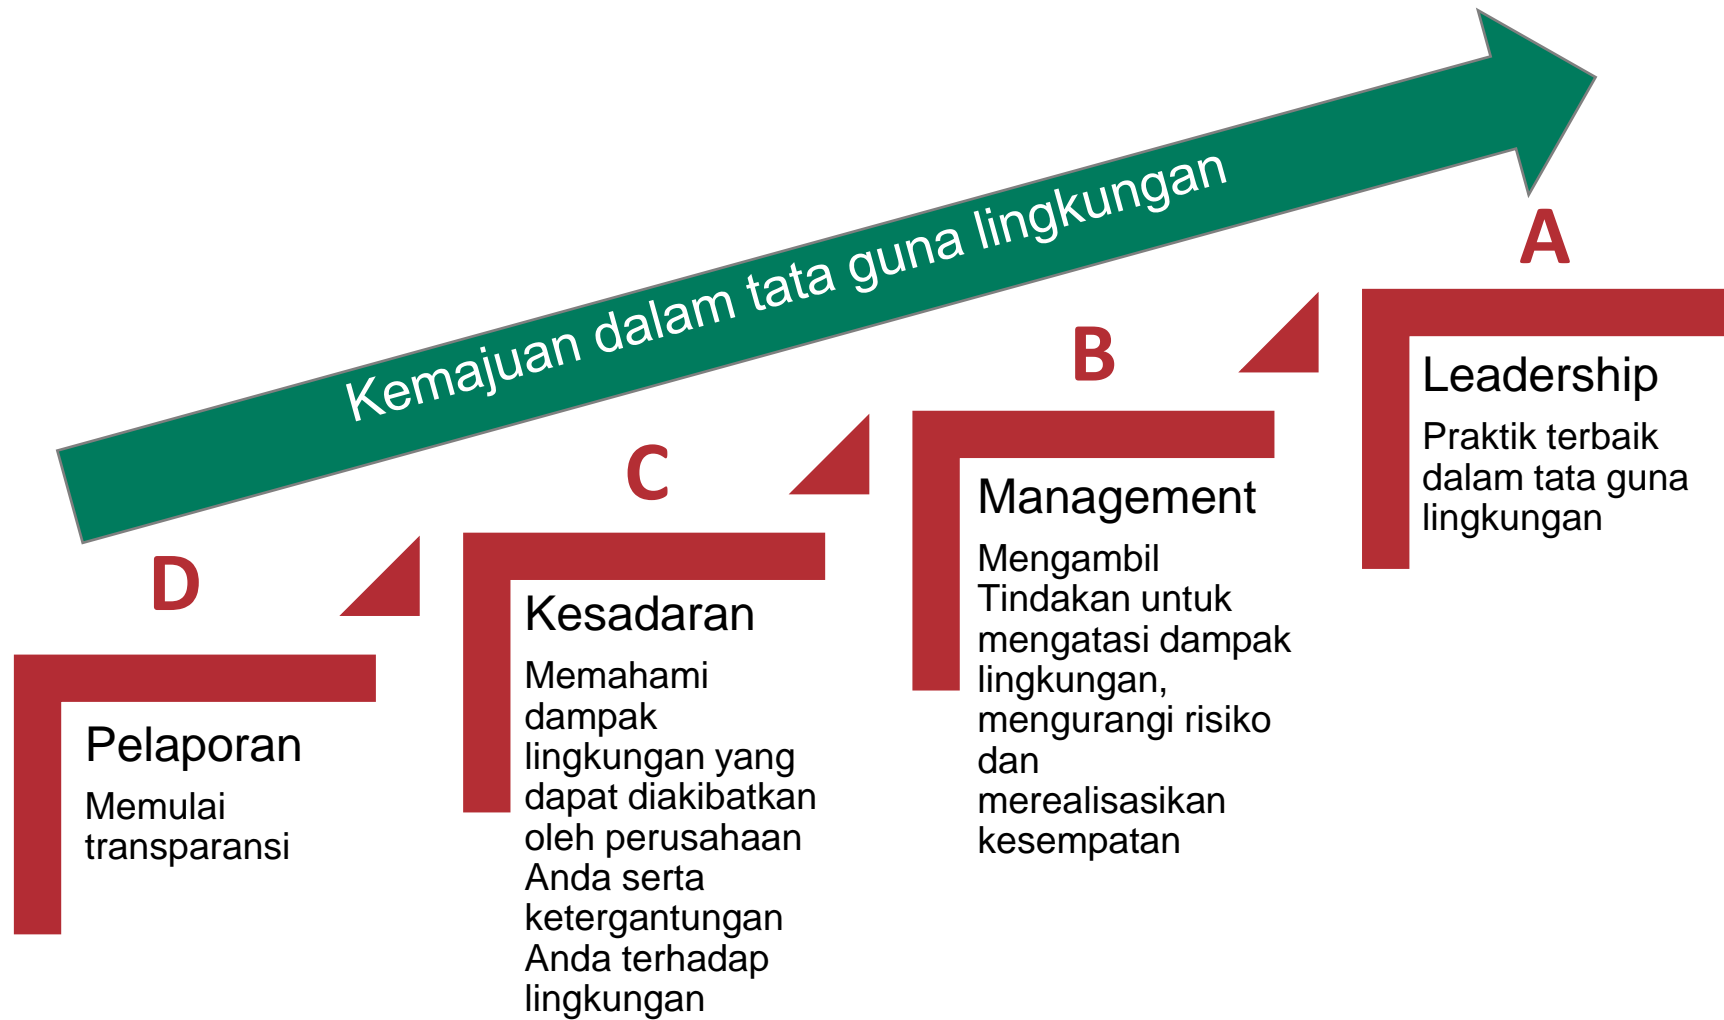 Kemajuan dalam tata guna lingkungan
D
Pelaporan
Memulai
transparansi
C
Kesadaran
Memahami
dampak
lingkungan yang
dapat diakibatkan
oleh perusahaan
Anda serta
ketergantungan
Anda terhadap
lingkungan
B
Management
Mengambil
Tindakan untuk
mengatasi dampak
lingkungan,
mengurangi risiko
dan
merealisasikan
kesempatan
A
Leadership
Praktik terbaik
dalam tata guna
lingkungan